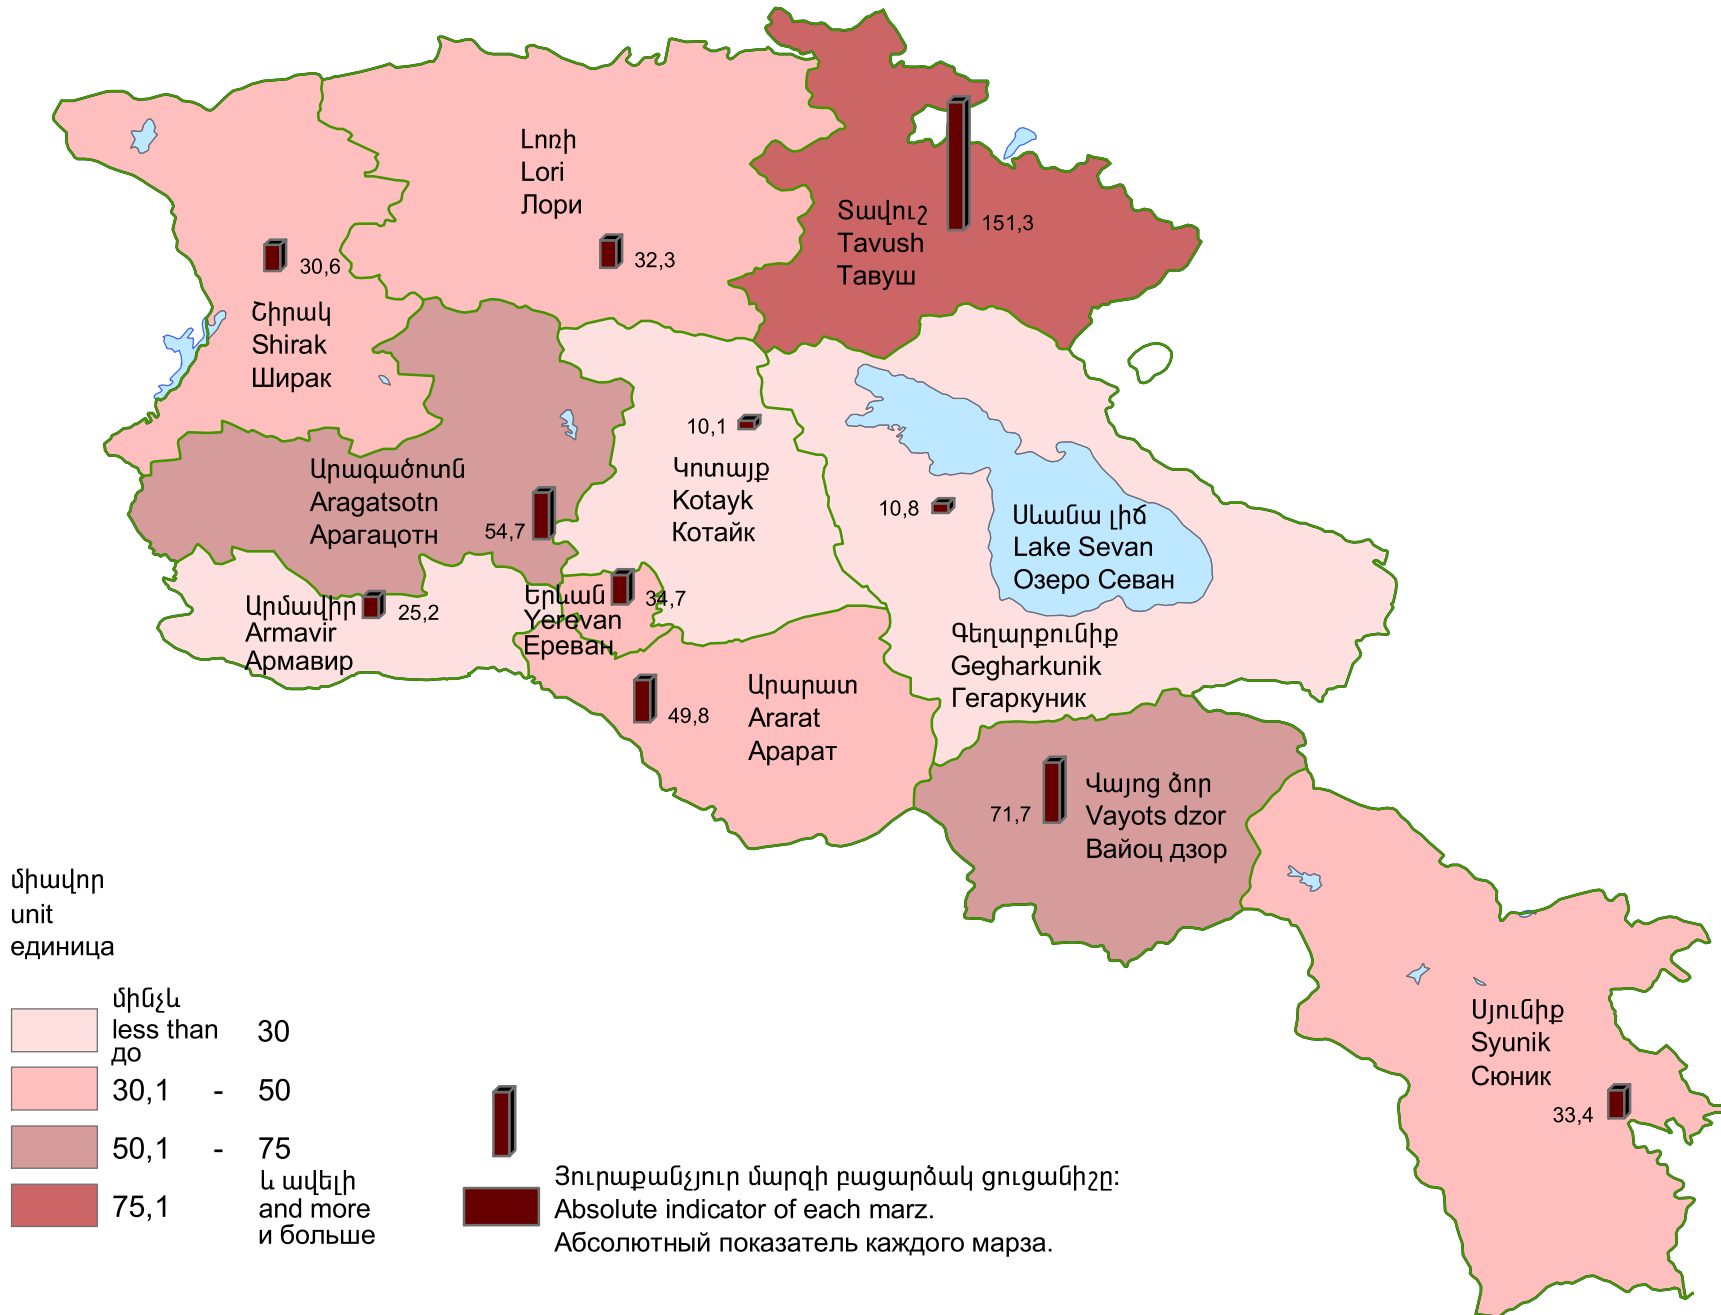 Լոռի
Lori
Лори
Տավուշ
Tavush
Тавуш
151,3
30,6
32,3
Շիրակ
Shirak
Ширак
10,1
Արագածոտն
Aragatsotn
Арагацотн
54,7
Կոտայք
Kotayk
Котайк
10,8
Սևանա լիճ
Lake Sevan
Озеро Севан
Արմավիր
Armavir
Армавир
25,2
Երևան
Yerevan
Ереван
34,7
Գեղարքունիք
Gegharkunik
Гегаркуник
49,8
Արարատ
Ararat
Арарат
71,7
Վայոց ձոր
Vayots dzor
Вайоц дзор
Սյունիք
Syunik
Сюник
33,4
միավոր
unit
единица
մինչև
less than 30
до
30,1 - 50
50,1 - 75
75,1
և ավելի
and more
и больше
Յուրաքանչյուր մարզի բացարձակ ցուցանիշը:
Absolute indicator of each marz.
Абсолютный показатель каждого марза.